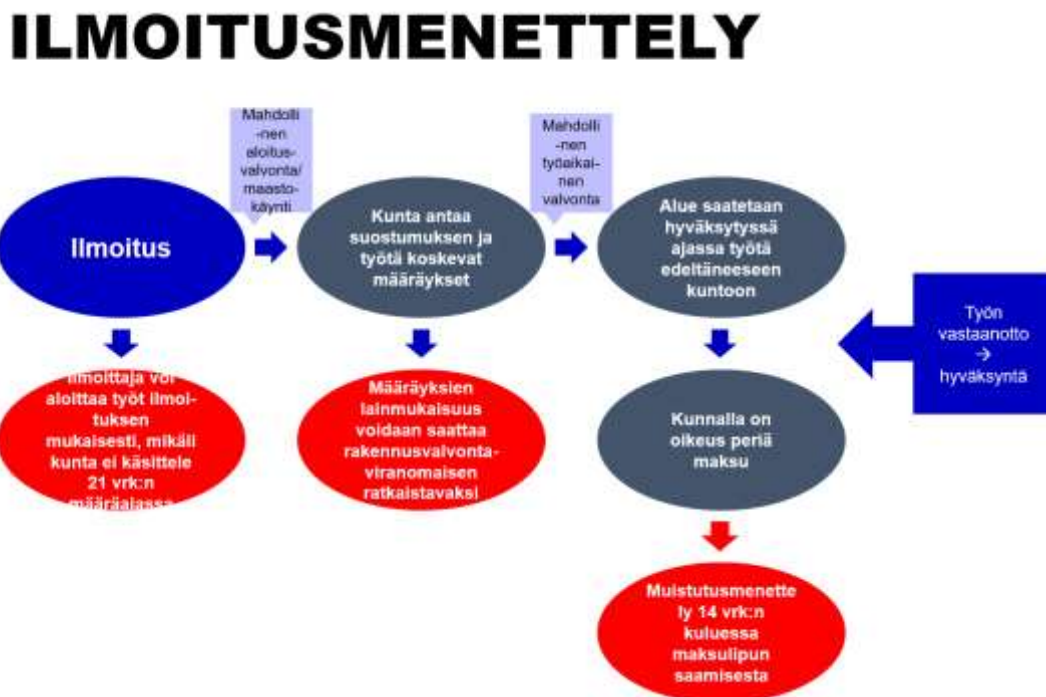 ILMOITUSMENETTELY
Mahdolli
-nen
aloitus-
valvonta/
maasto-
käynti
Mahdolli
-nen
työaikai-
nen
valvonta
Ilmoitus
Kunta antaa
suostumuksen ja
työtä koskevat
määräykset
Alue saatetaan
hyväksytyssä
ajassa työtä
edeltäneeseen
kuntoon
Työn
vastaanotto
→
hyväksyntä
Ilmoittaja voi
aloittaa työt ilmoi-
tuksen
mukaisesti, mikäli
kunta ei käsittele
21 vrk:n
määräajassa
Määräyksien
lainmukaisuus
voidaan saattaa
rakennusvalvonta-
viranomaisen
ratkaistavaksi
Kunnalla on
oikeus periä
maksu
Muistutusmenette
ly 14 vrk:n
kuluessa
maksulipun
saamisesta